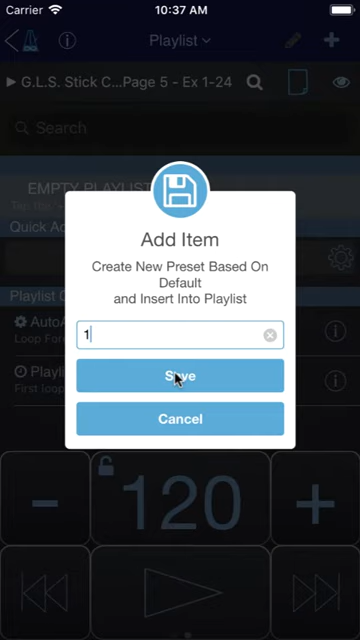 Carrier 10:37 AM
Playlist
G.L.S. Stick C...Page 5 - Ex 1-24
Search
EMPTY PLAYLIST
Tap the '+
Quick Ac
Add Item
Create New Preset Based On
Default
and Insert Into Playlist
1
Save
Cancel
Playlist
AutoA
Loop Fore
Playli
First loop
- 120 +